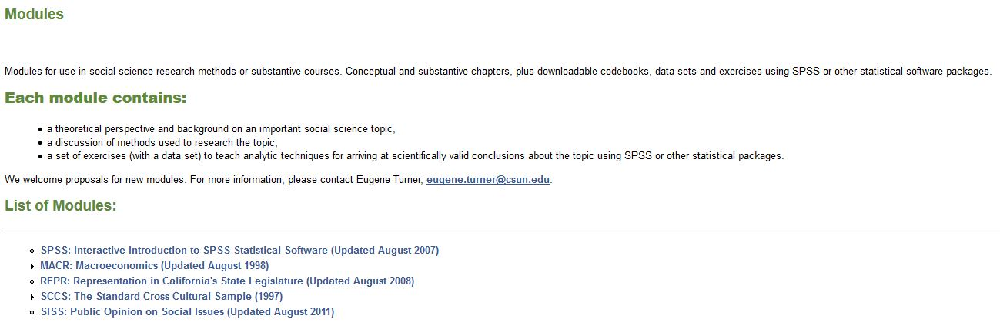 Modules
Modules for use in social science research methods or substantive courses. Conceptual and substantive chapters, plus downloadable codebooks, data sets and exercises using SPSS or other statistical software packages.
Each module contains:
a theoretical perspective and background on an important social science topic,
a discussion of methods used to research the topic,
a set of exercises (with a data set) to teach analytic techniques for arriving at scientifically valid conclusions about the topic using SPSS or other statistical packages.
We welcome proposals for new modules. For more information, please contact Eugene Turner, eugene.turner@csun.edu.
List of Modules:
SPSS: Interactive Introduction to SPSS Statistical Software (Updated August 2007)
MACR: Macroeconomics (Updated August 1998)
REPR: Representation in California's State Legislature (Updated August 2008)
SCCS: The Standard Cross-Cultural Sample (1997)
SISS: Public Opinion on Social Issues (Updated August 2011)